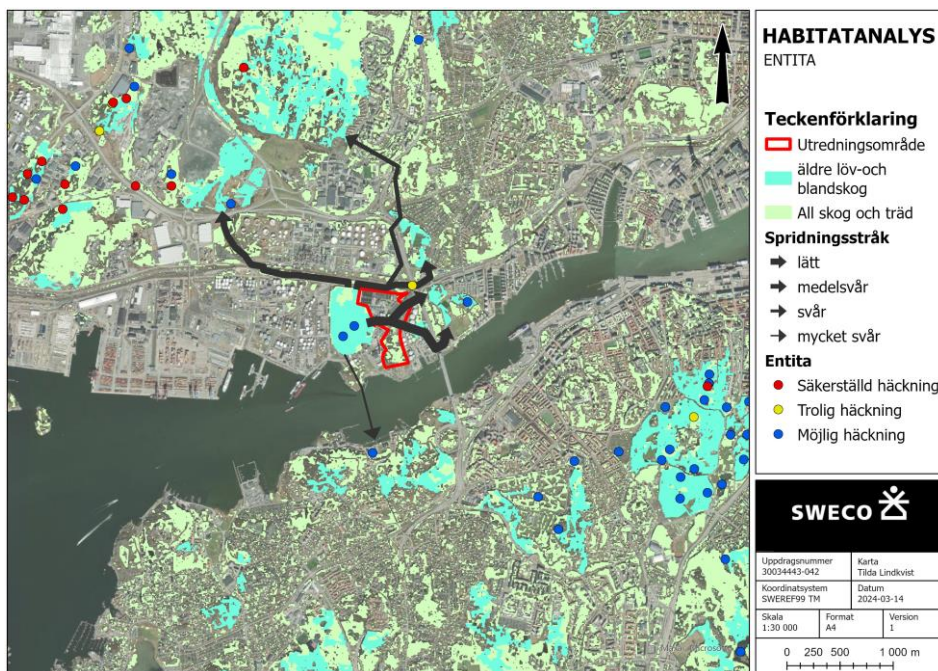 HABITATANALYS
ENTITA
Teckenförklaring
Utredningsområde
äldre löv-och
blandskog
All skog och träd
Spridningsstråk
lätt
medelsvår
svår
mycket svår
Entita
Säkerställd häckning
Trolig häckning
Möjlig häckning
SWECO
Uppdragsnummer
30034443-042
Karta
Tilda Lindkvist
Koordinatsystem
SWEREF99 TM
Datum
2024-03-14
Skala
1:30 000
Format
A4
Version
1
0 250 500 1 000 m